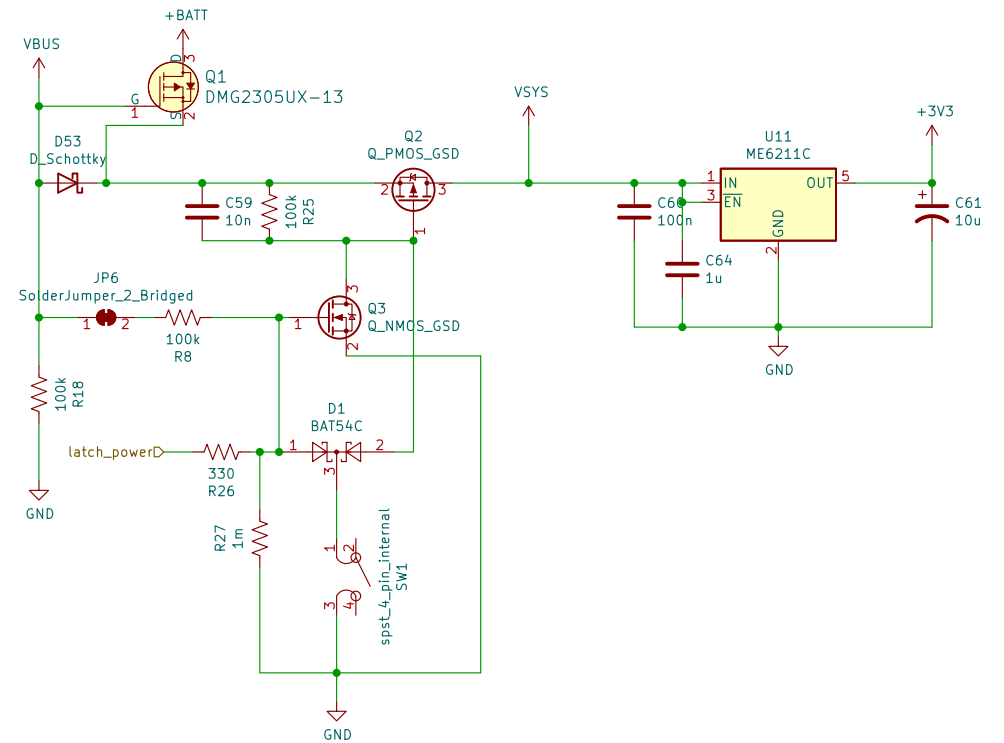 +BATT
VBUS
D
3
Q1
DMG2305UX-13
G
1
S
2
VSYS
+3V3
D53
D_Schottky
Q2
Q_PMOS_GSD
2
3
1
U11
ME6211C
1
IN
OUT
5
3
EN
GND
2
C59
10n
100k
R25
C66
100n
C64
1u
+
C61
10u
GND
JP6
SolderJumper_2_Bridged
1
2
100k
R8
3
Q3
Q_NMOS_GSD
1
2
100k
R18
GND
D1
BAT54C
latch_power
330
R26
1
2
3
R27
1m
1
2
3
4
spst_4_pin_internal
SW1
GND